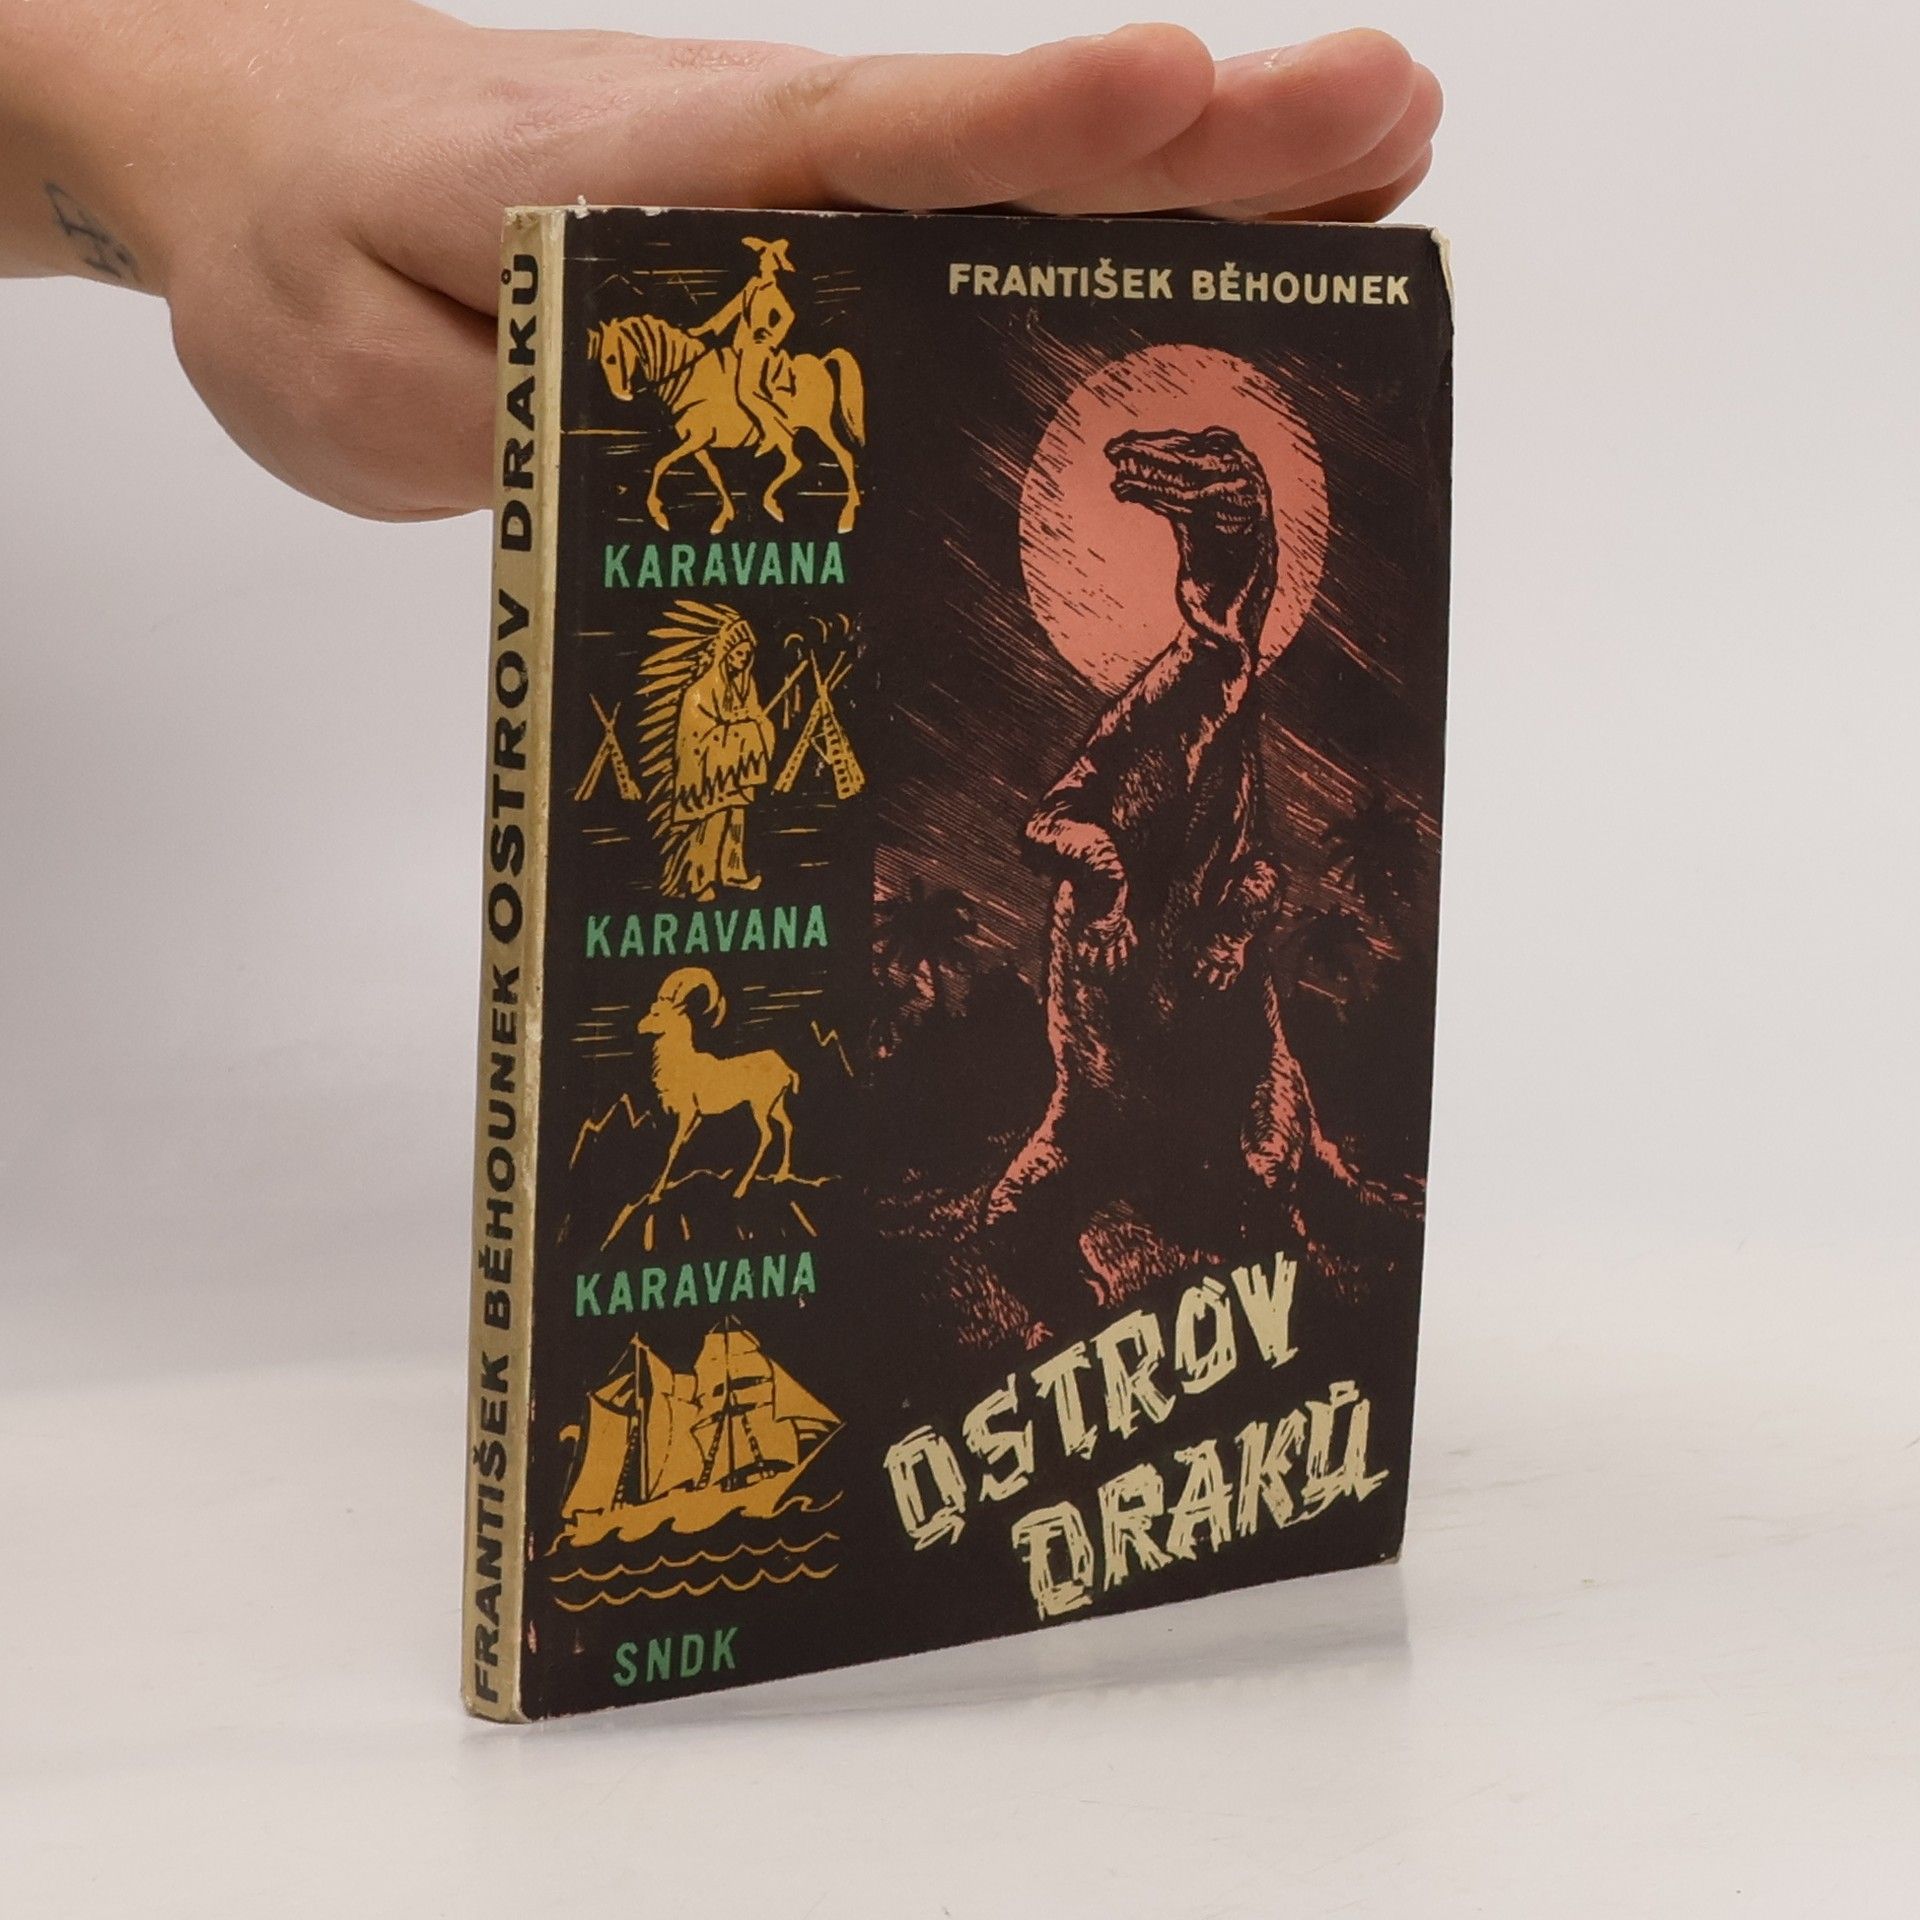 FRANTIŠEK BĚHOUNEK OSTROV DRAKŮ
FRANTIŠEK BĚHOUNEK
KARAVANA
KARAVANA
KARAVANA
OSTROV
DRAKŮ
SNDK